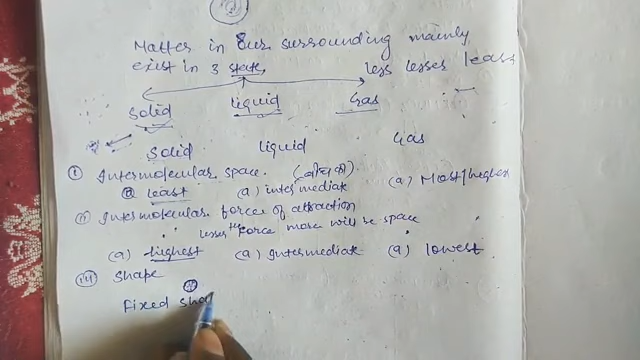 Matter in our surrounding mainly
exist in 3 state,
less lesser least
Solid liquid Gas
Solid liquid Gas
(i) Intermolecular space.
(a) least (a) intermediate (a) Most/higher
(ii) Intermolecular force of attraction
lesser the force more will be space
(a) highest (a) Intermediate (a) lowest
(iii) Shape
Fixed sha